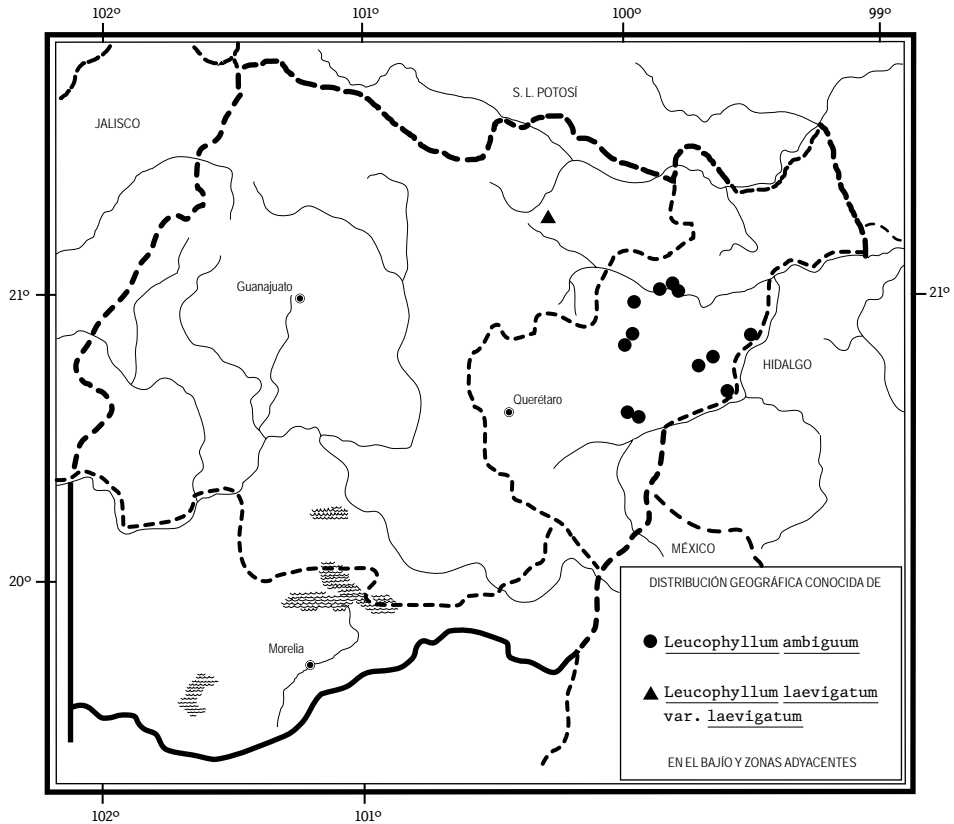 102º 101º 100º 99º
S. L. POTOSÍ
JALISCO
Guanajuato
21º 21º
HIDALGO
Querétaro
MÉXICO
20º
DISTRIBUCIÓN GEOGRÁFICA CONOCIDA DE
Leucophyllum ambiguum
Morelia
Leucophyllum laevigatum
var. laevigatum
EN EL BAJÍO Y ZONAS ADYACENTES
102º 101º